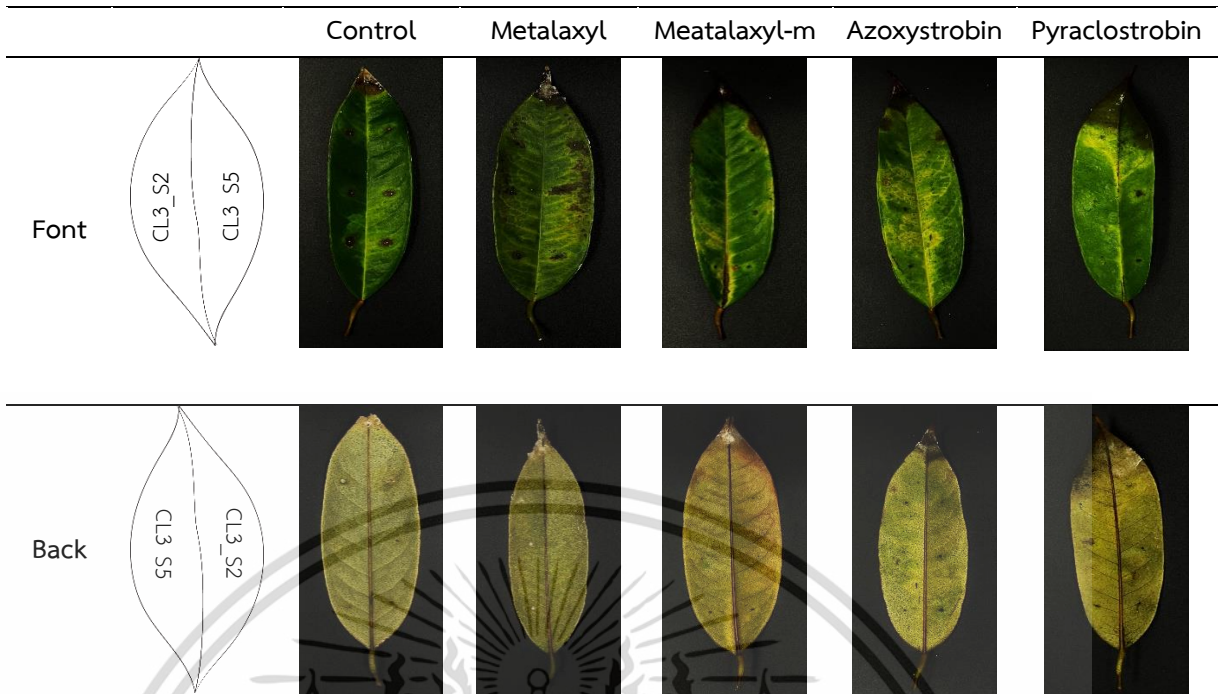 Control Metalaxyl Meatalaxyl-m Azoxystrobin Pyraclostrobin
Font
CL3_S2
CL3_S5
Back
CL3_S5
CL3_S2